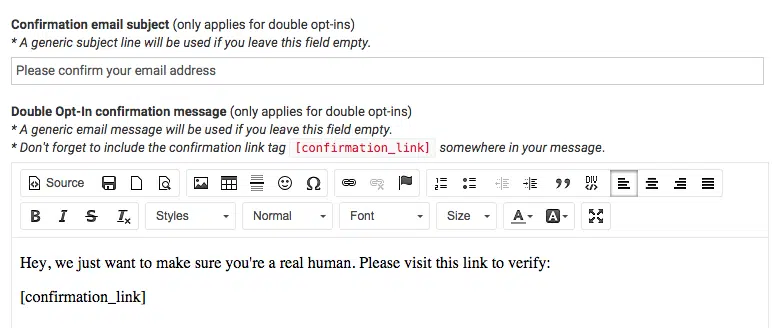 Confirmation email subject (only applies for double opt-ins)
* A generic subject line will be used if you leave this field empty.
Please confirm your email address
Double Opt-In confirmation message (only applies for double opt-ins)
* A generic email message will be used if you leave this field empty.
* Don't forget to include the confirmation link tag [confirmation_link] somewhere in your message.
Source Ω DIV
B I S Tx Styles Normal Font Size A A
Hey, we just want to make sure you're a real human. Please visit this link to verify:
[confirmation_link]